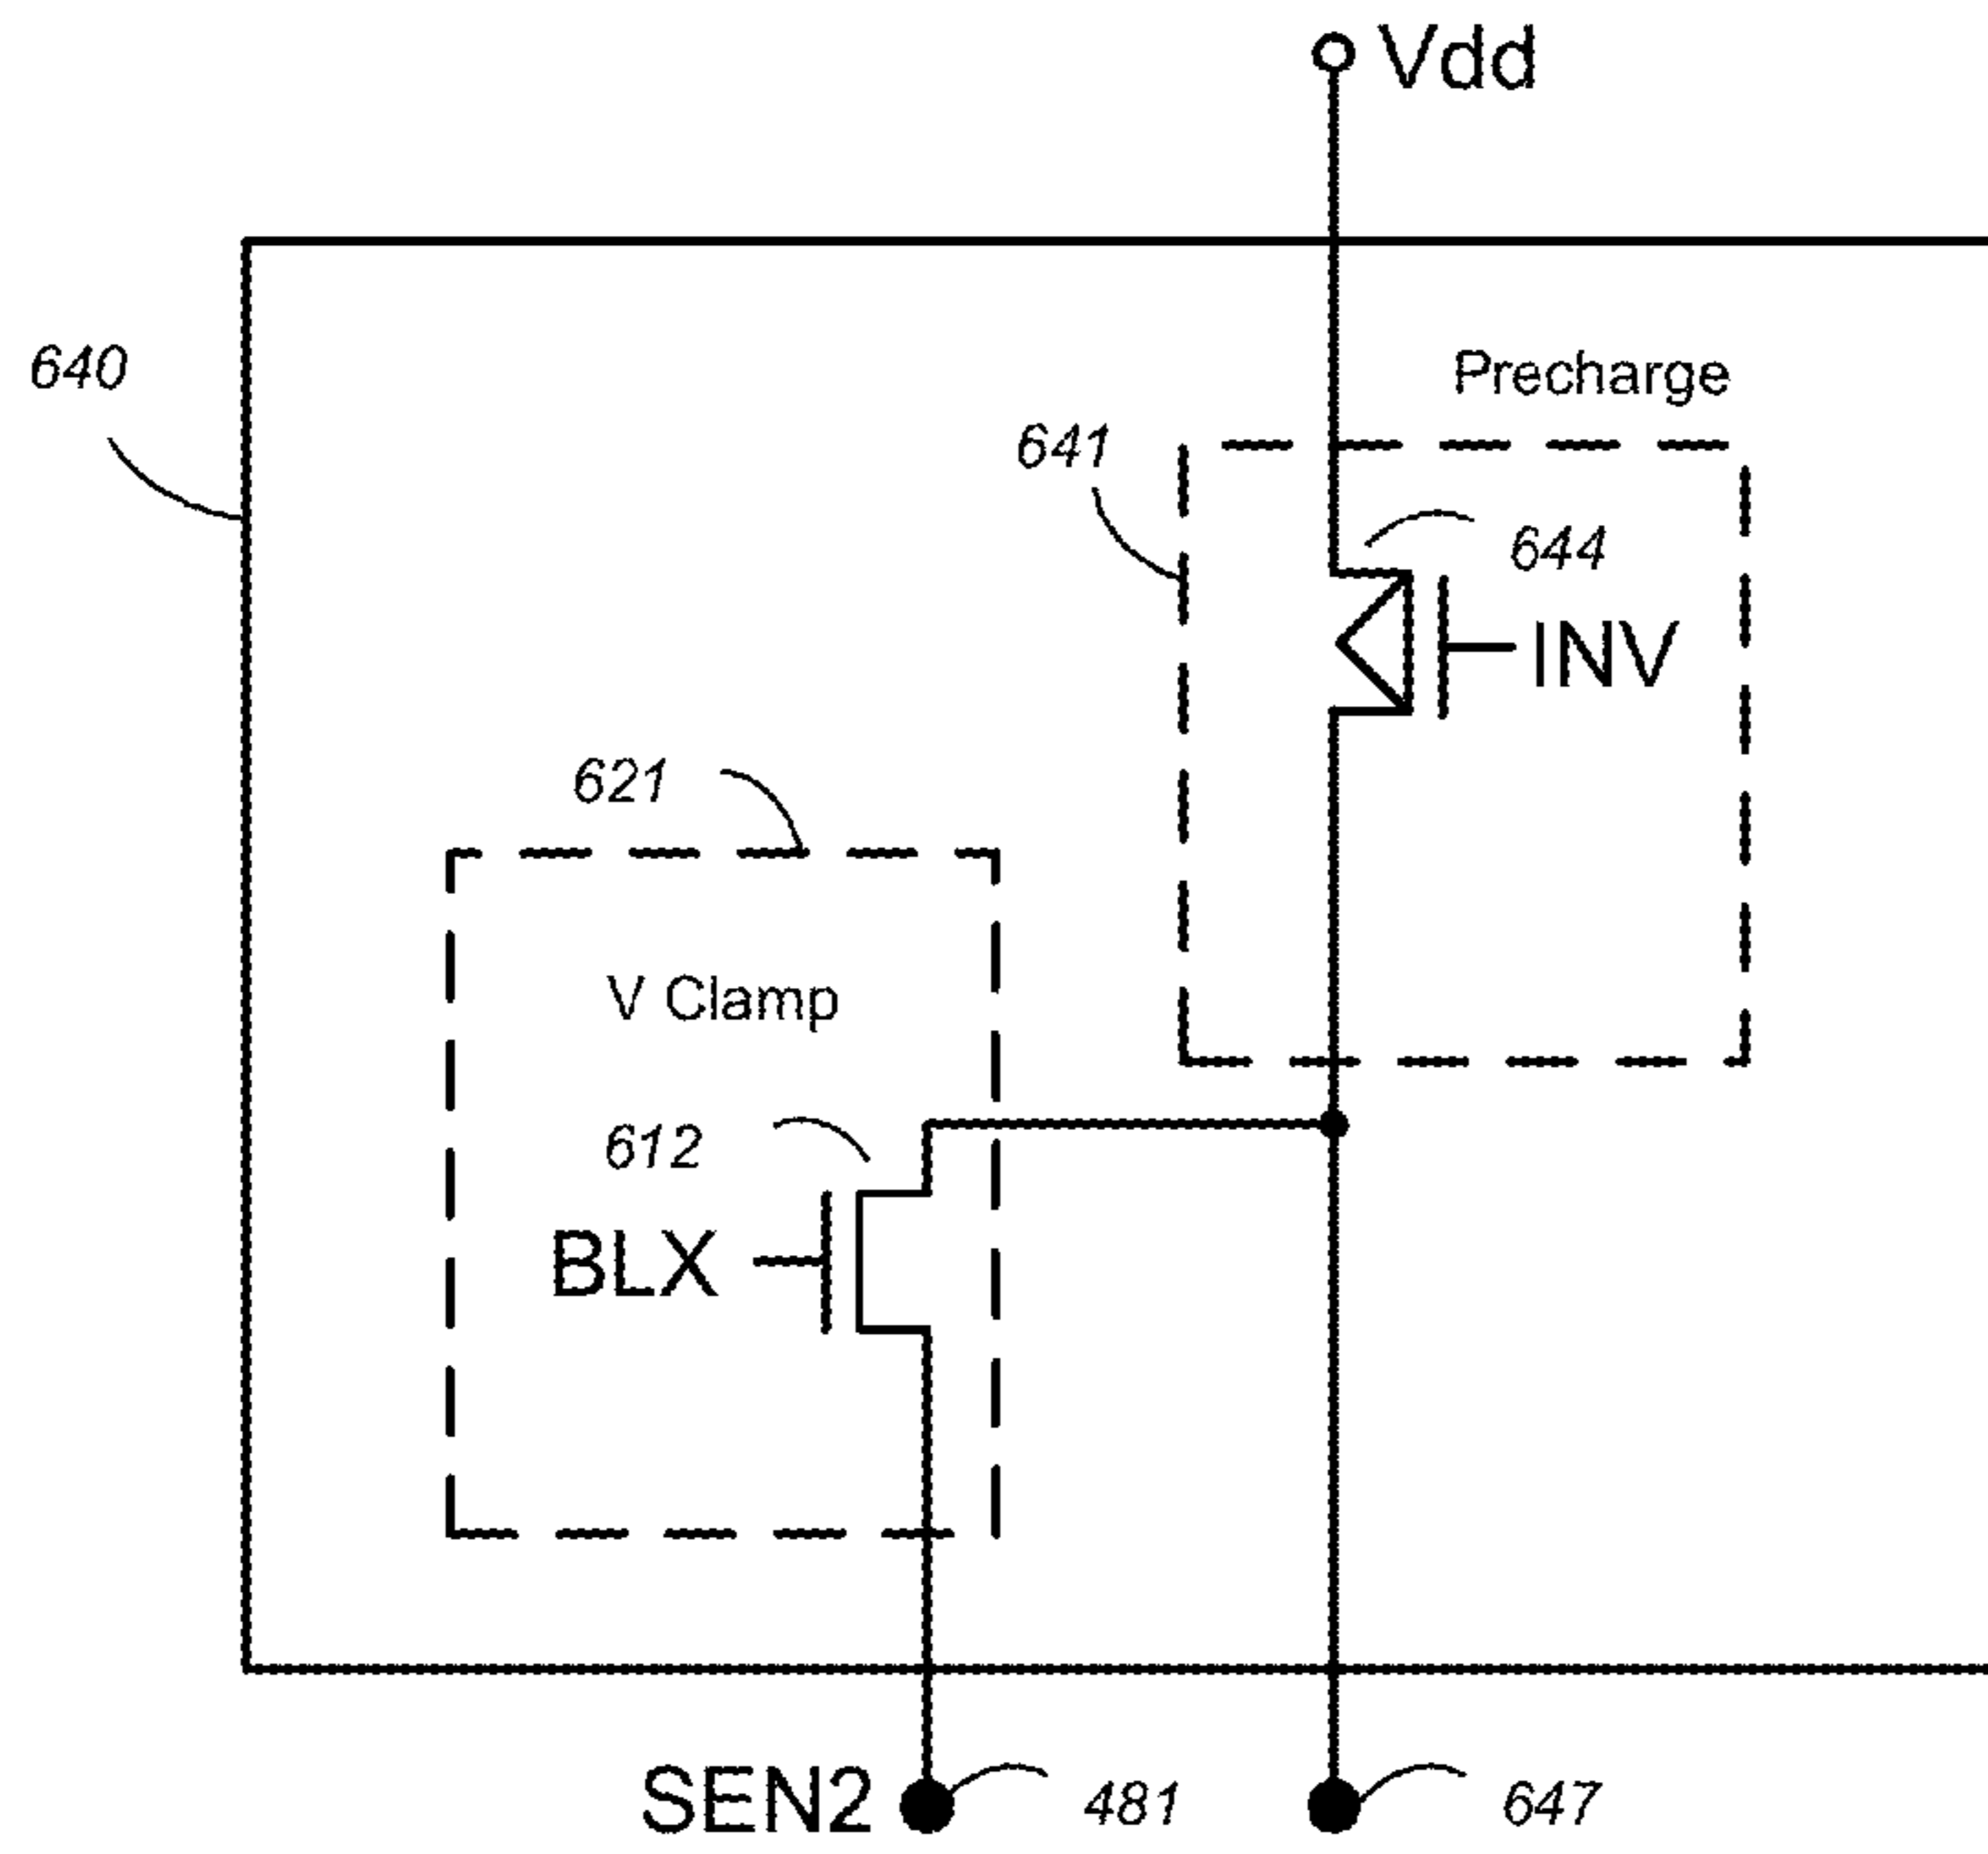 Vdd
640
Precharge
641
644
INV
621
V Clamp
612
BLX
SEN2
481
647